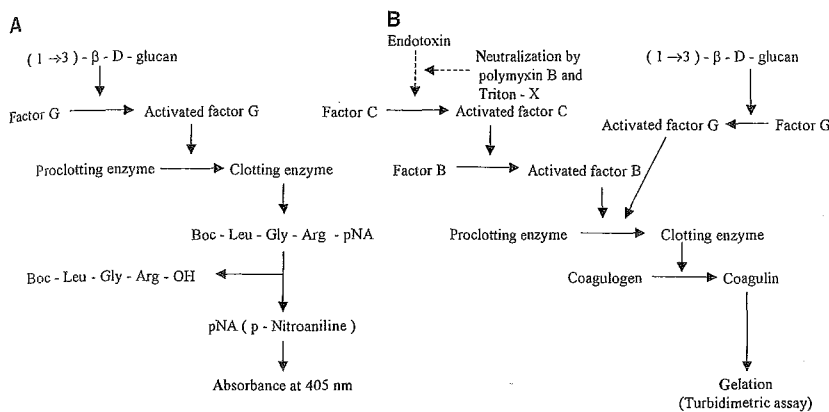 A
(1→3) - β - D - glucan
Factor G
Activated factor G
Proclotting enzyme
Clotting enzyme
Boc - Leu - Gly - Arg - pNA
Boc - Leu - Gly - Arg - OH
pNA ( p - Nitroaniline )
Absorbance at 405 nm
B
Endotoxin
Neutralization by
polymyxin B and
Triton - X
(1→3) - β - D - glucan
Factor C
Activated factor C
Activated factor G
Factor G
Factor B
Activated factor B
Proclotting enzyme
Clotting enzyme
Coagulogen
Coagulin
Gelation
(Turbidimetric assay)